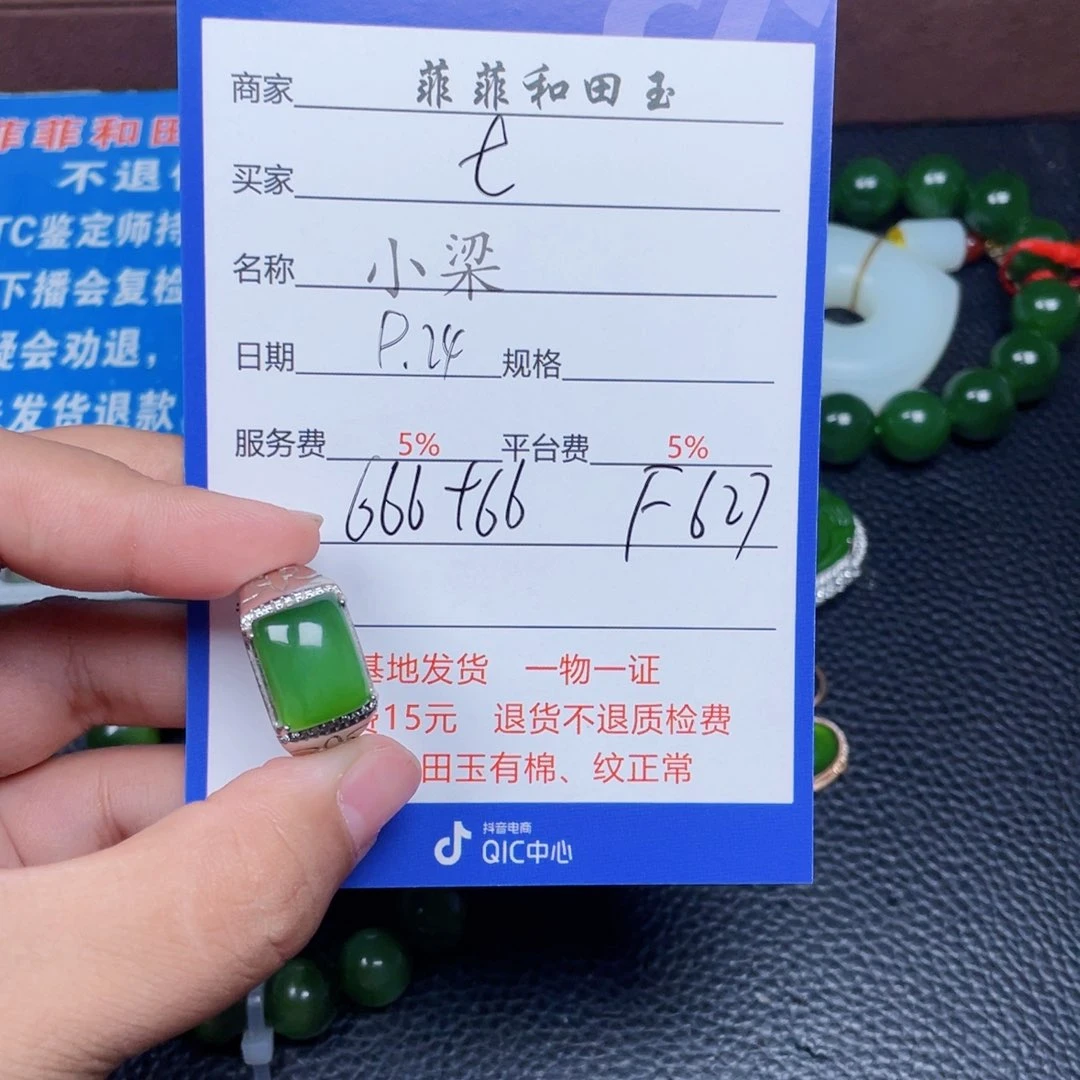 商家 菲菲和田玉
买家 七
名称 小梁
日期 P.24 规格
服务费 5% 平台费 5%
666+66 F627
基地发货 一物一证
费15元 退货不退质检费
田玉有棉、纹正常
抖音电商
QIC中心
菲菲和田
不退
TC鉴定师持
下播会复检
疑会劝退，
发货退款